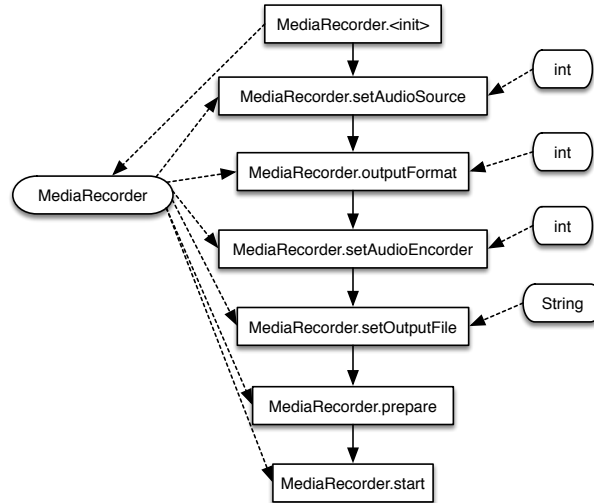 MediaRecorder.<init>
int
MediaRecorder.setAudioSource
int
MediaRecorder.outputFormat
MediaRecorder
int
MediaRecorder.setAudioEncorder
String
MediaRecorder.setOutputFile
MediaRecorder.prepare
MediaRecorder.start